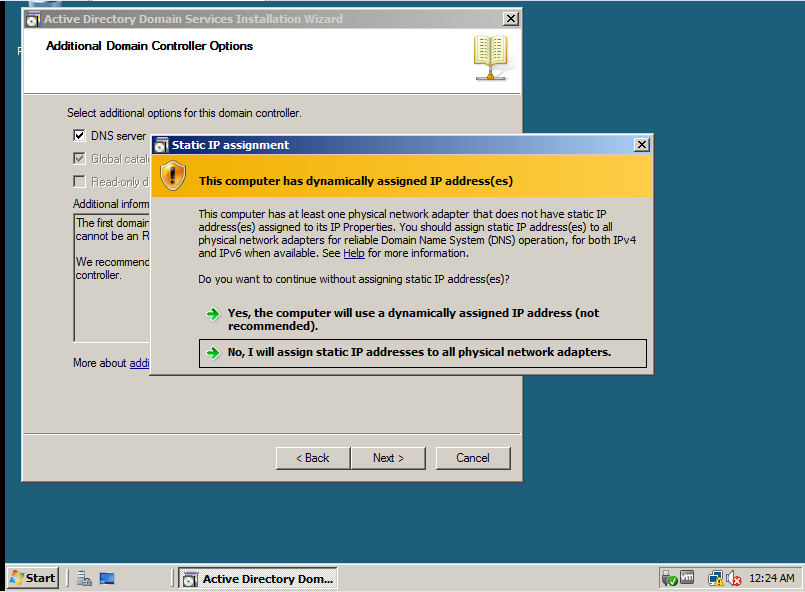 Active Directory Domain Services Installation Wizard
Additional Domain Controller Options
Select additional options for this domain controller.
DNS server
Global catal
Read-only d
Additional inform
The first domain
cannot be an R
We recommend
controller.
More about addi
Static IP assignment
This computer has dynamically assigned IP address(es)
This computer has at least one physical network adapter that does not have static IP
address(es) assigned to its IP Properties. You should assign static IP address(es) to all
physical network adapters for reliable Domain Name System (DNS) operation, for both IPv4
and IPv6 when available. See Help for more information.
Do you want to continue without assigning static IP address(es)?
Yes, the computer will use a dynamically assigned IP address (not
recommended).
No, I will assign static IP addresses to all physical network adapters.
< Back Next > Cancel
Start Active Directory Dom... vm 12:24 AM